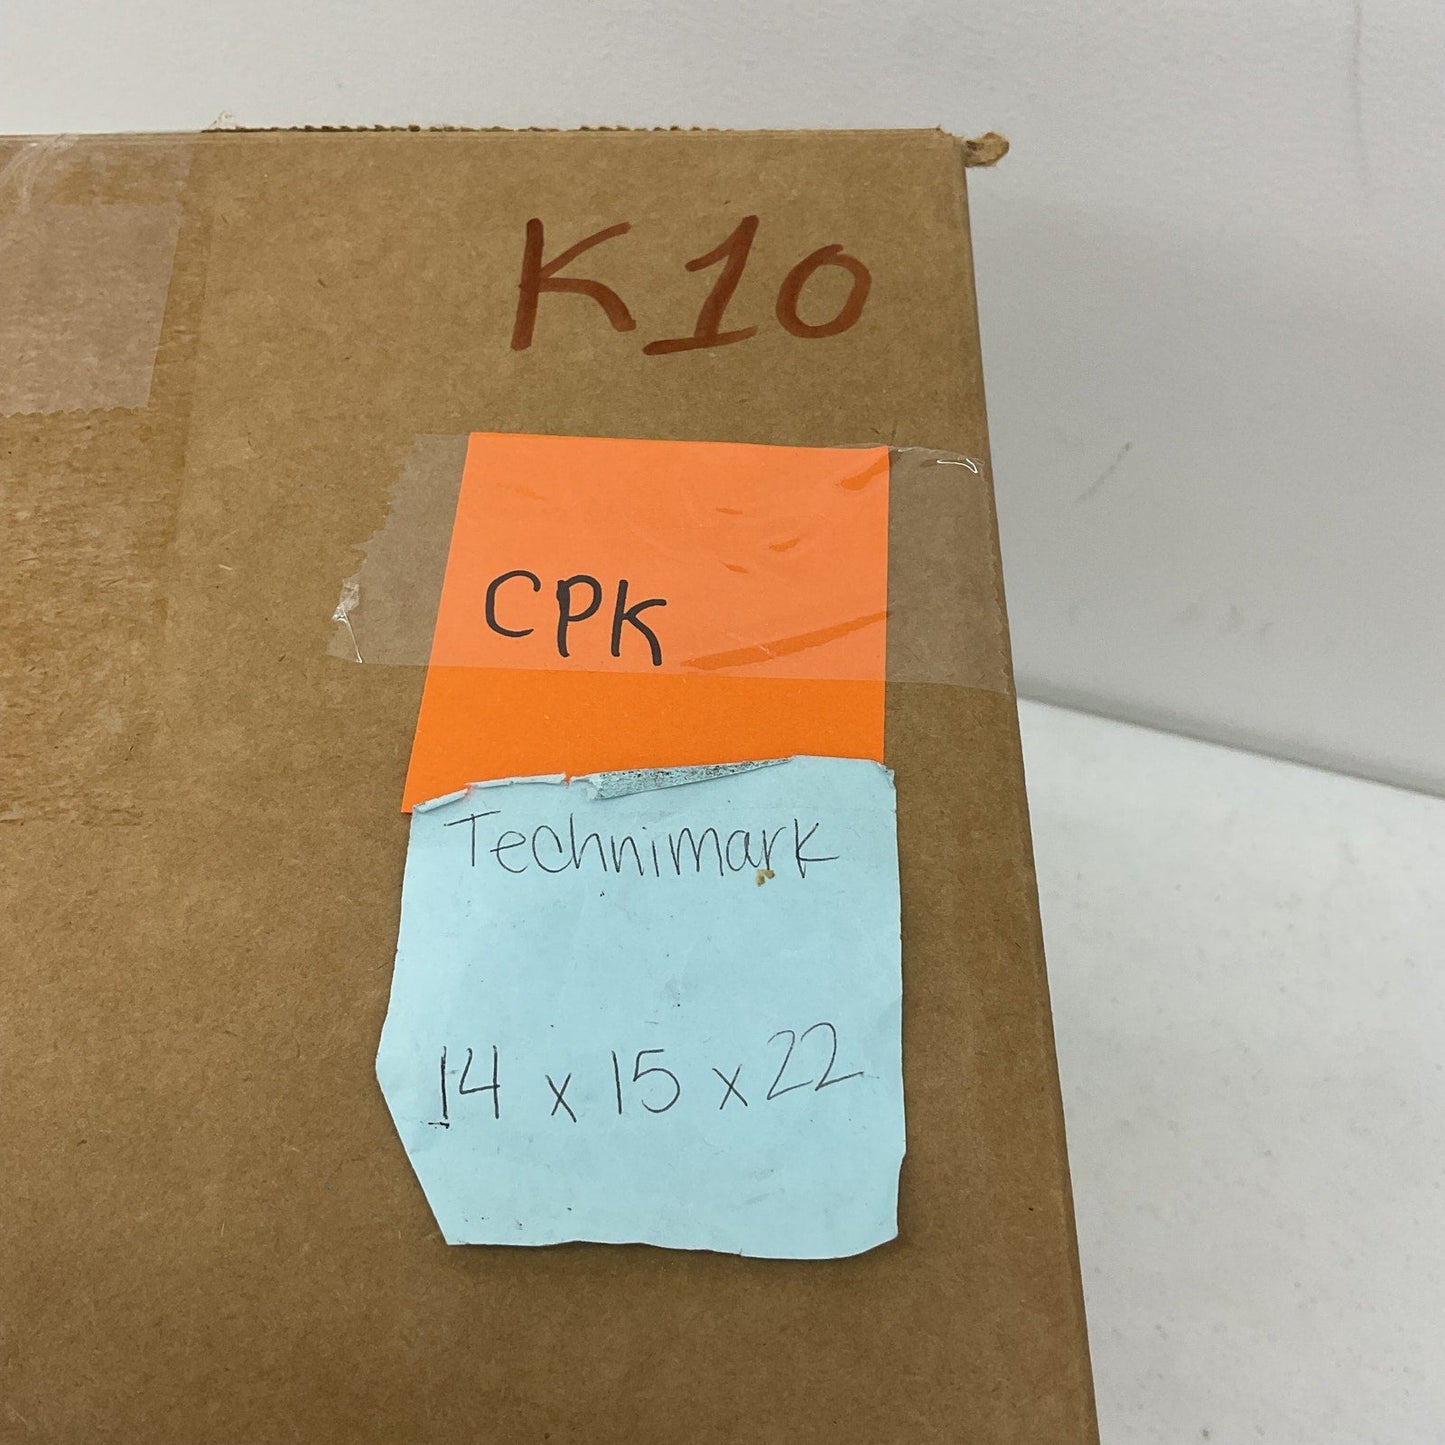 K10
CPK
Technimark
14 x 15 x 22